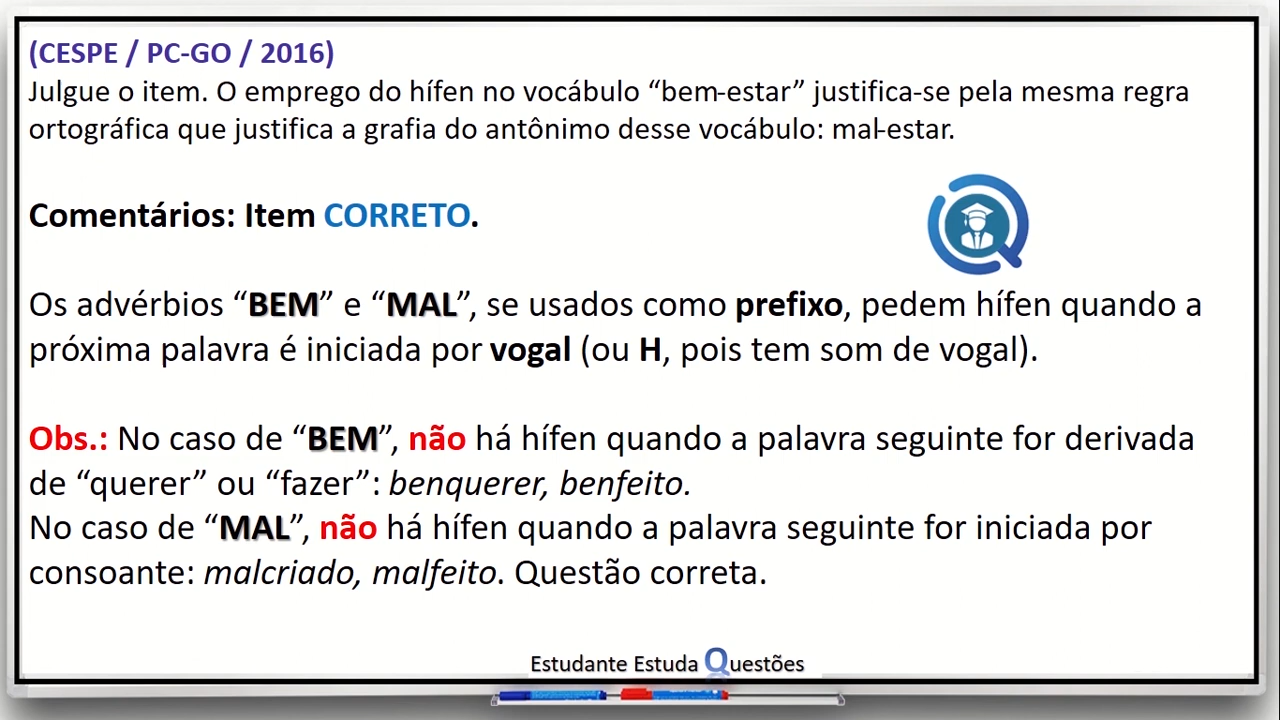 (CESPE / PC-GO / 2016)
Julgue o item. O emprego do hífen no vocábulo “bem-estar” justifica-se pela mesma regra
ortográfica que justifica a grafia do antônimo desse vocábulo: mal-estar.
Comentários: Item CORRETO.
Os advérbios “BEM” e “MAL”, se usados como prefixo, pedem hífen quando a
próxima palavra é iniciada por vogal (ou H, pois tem som de vogal).
Obs.: No caso de “BEM”, não há hífen quando a palavra seguinte for derivada
de “querer” ou “fazer”: benquerer, benfeito.
No caso de “MAL”, não há hífen quando a palavra seguinte for iniciada por
consoante: malcriado, malfeito. Questão correta.
Estudante Estuda Questões